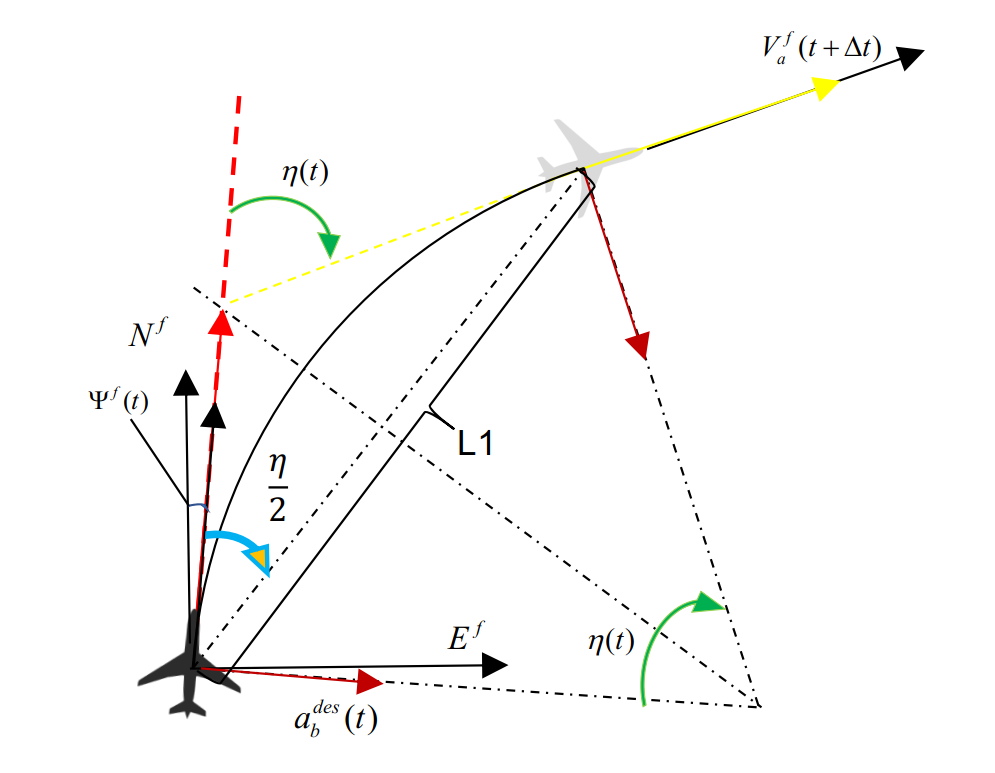 V_a^f(t + Δt)
η(t)
N^f
Ψ^f(t)
L1
η/2
E^f
η(t)
a_b^{des}(t)